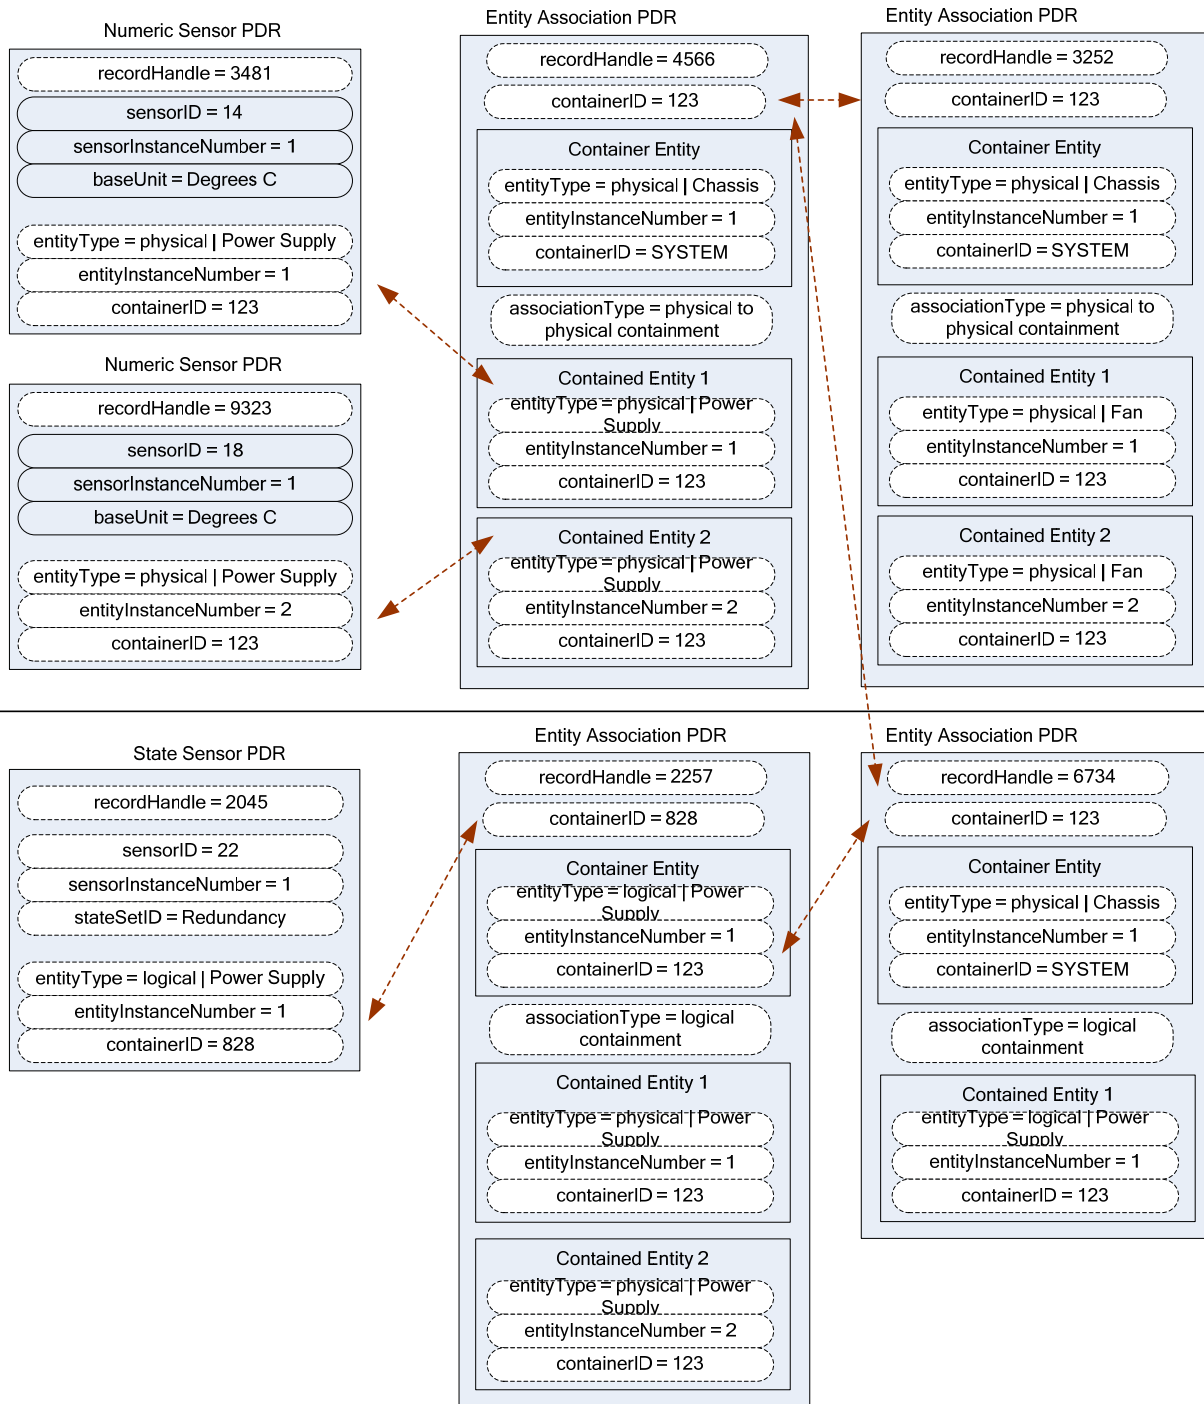 Numeric Sensor PDR
recordHandle = 3481
sensorID = 14
sensorInstanceNumber = 1
baseUnit = Degrees C
entityType = physical | Power Supply
entityInstanceNumber = 1
containerID = 123
Numeric Sensor PDR
recordHandle = 9323
sensorID = 18
sensorInstanceNumber = 1
baseUnit = Degrees C
entityType = physical | Power Supply
entityInstanceNumber = 2
containerID = 123
Entity Association PDR
recordHandle = 4566
containerID = 123
Container Entity
entityType = physical | Chassis
entityInstanceNumber = 1
containerID = SYSTEM
associationType = physical to
physical containment
Contained Entity 1
entityType = physical | Power
Supply
entityInstanceNumber = 1
containerID = 123
Contained Entity 2
entityType = physical | Power
Supply
entityInstanceNumber = 2
containerID = 123
Entity Association PDR
recordHandle = 3252
containerID = 123
Container Entity
entityType = physical | Chassis
entityInstanceNumber = 1
containerID = SYSTEM
associationType = physical to
physical containment
Contained Entity 1
entityType = physical | Fan
entityInstanceNumber = 1
containerID = 123
Contained Entity 2
entityType = physical | Fan
entityInstanceNumber = 2
containerID = 123
State Sensor PDR
recordHandle = 2045
sensorID = 22
sensorInstanceNumber = 1
stateSetID = Redundancy
entityType = logical | Power Supply
entityInstanceNumber = 1
containerID = 828
Entity Association PDR
recordHandle = 2257
containerID = 828
Container Entity
entityType = logical | Power
Supply
entityInstanceNumber = 1
containerID = 123
associationType = logical
containment
Contained Entity 1
entityType = physical | Power
Supply
entityInstanceNumber = 1
containerID = 123
Contained Entity 2
entityType = physical | Power
Supply
entityInstanceNumber = 2
containerID = 123
Entity Association PDR
recordHandle = 6734
containerID = 123
Container Entity
entityType = physical | Chassis
entityInstanceNumber = 1
containerID = SYSTEM
associationType = logical
containment
Contained Entity 1
entityType = logical | Power
Supply
entityInstanceNumber = 1
containerID = 123